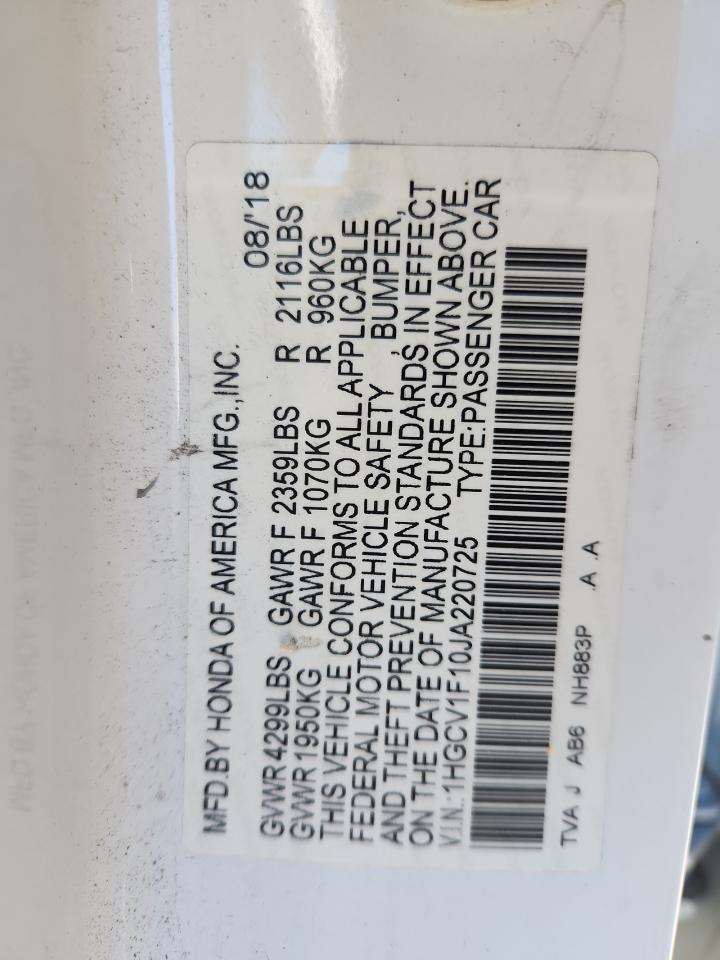 MFD.BY HONDA OF AMERICA MFG.,INC. 08/'18
GVWR 4299LBS GAWR F 2359LBS R 2116LBS
GVWR 1950KG GAWR F 1070KG R 960KG
THIS VEHICLE CONFORMS TO ALL APPLICABLE
FEDERAL MOTOR VEHICLE SAFETY , BUMPER,
AND THEFT PREVENTION STANDARDS IN EFFECT
ON THE DATE OF MANUFACTURE SHOWN ABOVE.
V.I.N.:1HGCV1F10JA220725 TYPE:PASSENGER CAR
TVA J AB6 NH883P .A .A